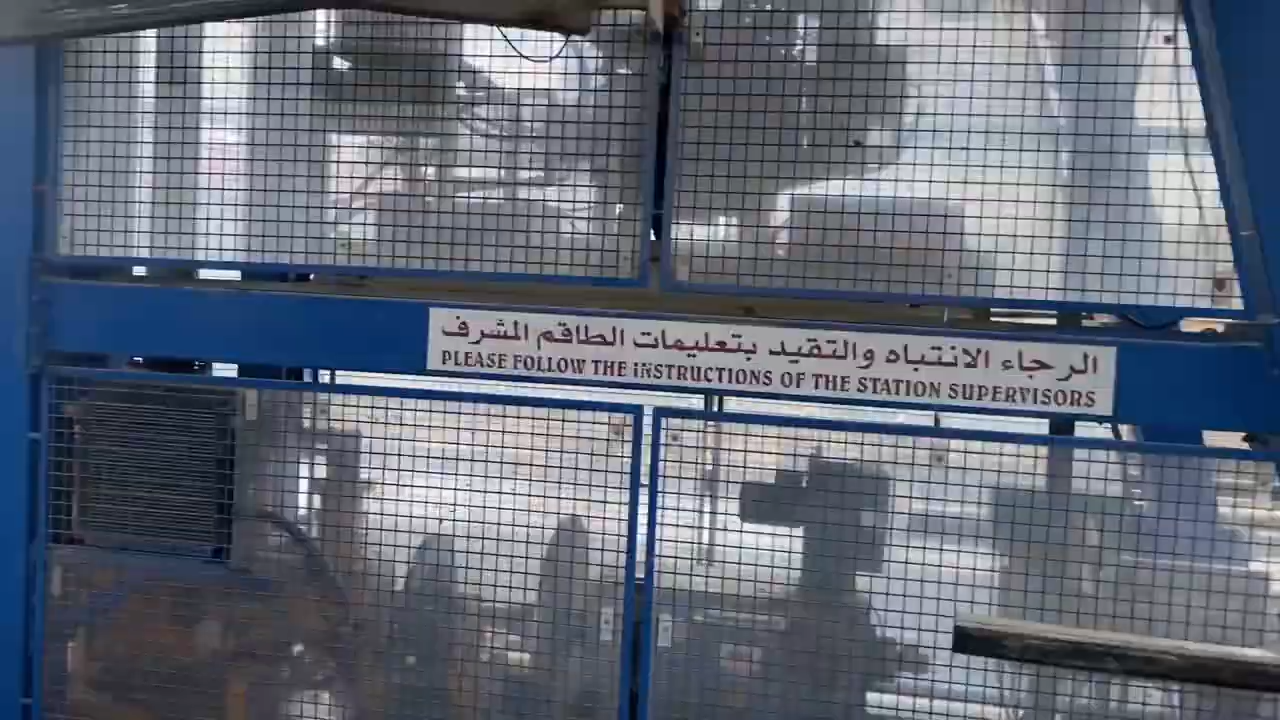 الرجاء الانتباه والتقيد بتعليمات الطاقم المشرف
PLEASE FOLLOW THE INSTRUCTIONS OF THE STATION SUPERVISORS